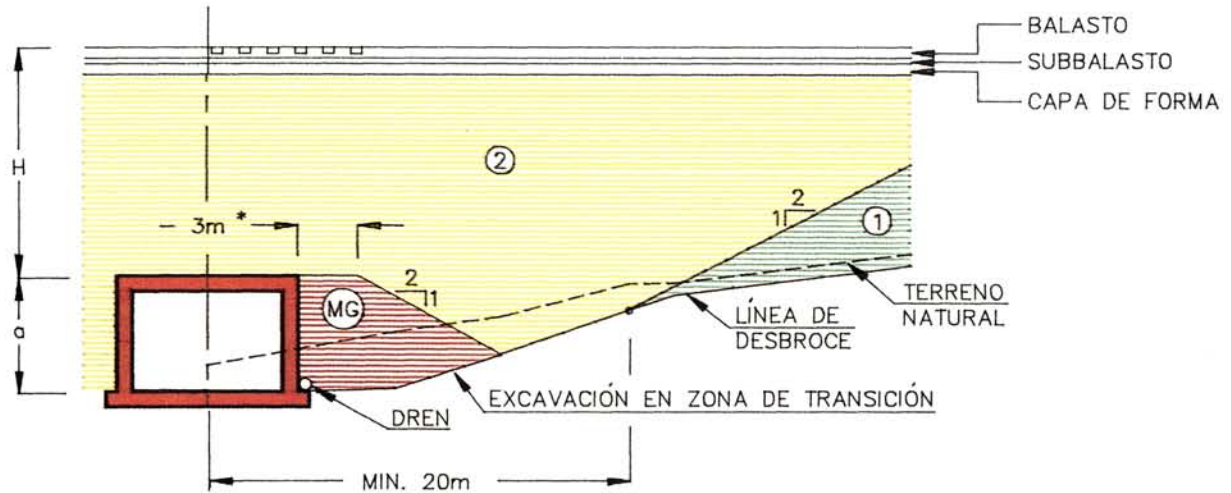 BALASTO
SUBBALASTO
CAPA DE FORMA
H
2
2
1
1
3m *
2
1
MG
a
TERRENO
NATURAL
LÍNEA DE
DESBROCE
EXCAVACIÓN EN ZONA DE TRANSICIÓN
DREN
MIN. 20m